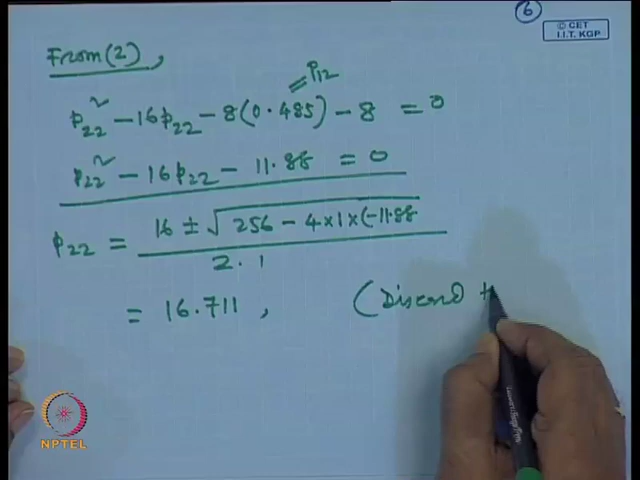 6
© CET
I.I.T. KGP
From (2),
p₁₂
p₂₂² - 16p₂₂ - 8(0.485) - 8 = 0
p₂₂² - 16p₂₂ - 11.88 = 0
p₂₂ = 16 ± √256 - 4×1×(-11.88
2.1
= 16.711, (Discard t
NPTEL